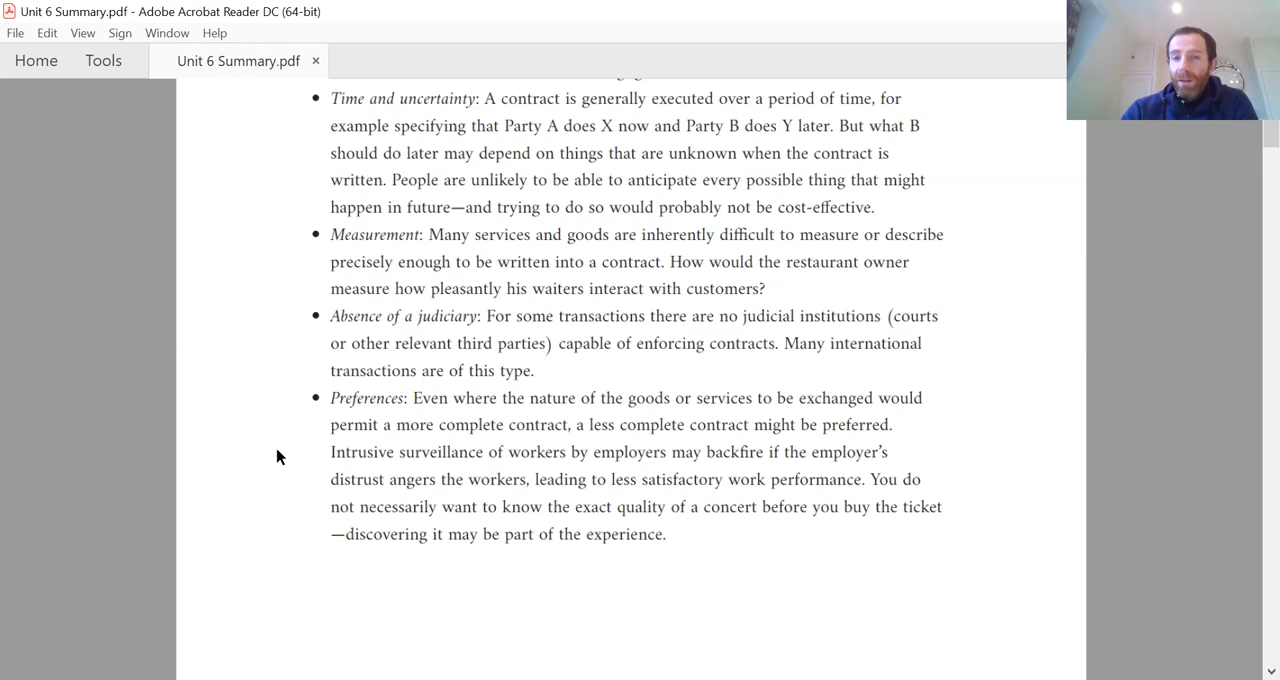 Unit 6 Summary.pdf - Adobe Acrobat Reader DC (64-bit)
File Edit View Sign Window Help
Home Tools Unit 6 Summary.pdf ×
• Time and uncertainty: A contract is generally executed over a period of time, for
example specifying that Party A does X now and Party B does Y later. But what B
should do later may depend on things that are unknown when the contract is
written. People are unlikely to be able to anticipate every possible thing that might
happen in future—and trying to do so would probably not be cost-effective.
• Measurement: Many services and goods are inherently difficult to measure or describe
precisely enough to be written into a contract. How would the restaurant owner
measure how pleasantly his waiters interact with customers?
• Absence of a judiciary: For some transactions there are no judicial institutions (courts
or other relevant third parties) capable of enforcing contracts. Many international
transactions are of this type.
• Preferences: Even where the nature of the goods or services to be exchanged would
permit a more complete contract, a less complete contract might be preferred.
Intrusive surveillance of workers by employers may backfire if the employer’s
distrust angers the workers, leading to less satisfactory work performance. You do
not necessarily want to know the exact quality of a concert before you buy the ticket
—discovering it may be part of the experience.